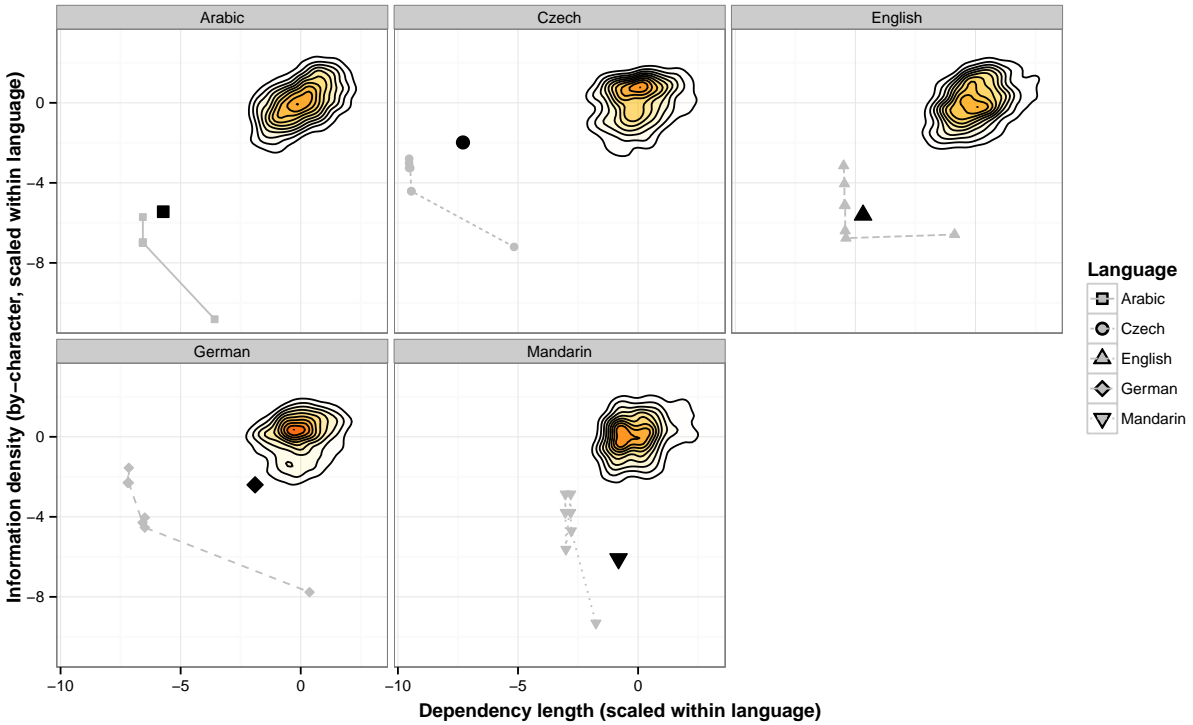 Arabic
Czech
English
0
−4
−8
German
Mandarin
0
−4
−8
−10
−5
0
−10
−5
0
Information density (by−character, scaled within language)
Dependency length (scaled within language)
Language
Arabic
Czech
English
German
Mandarin